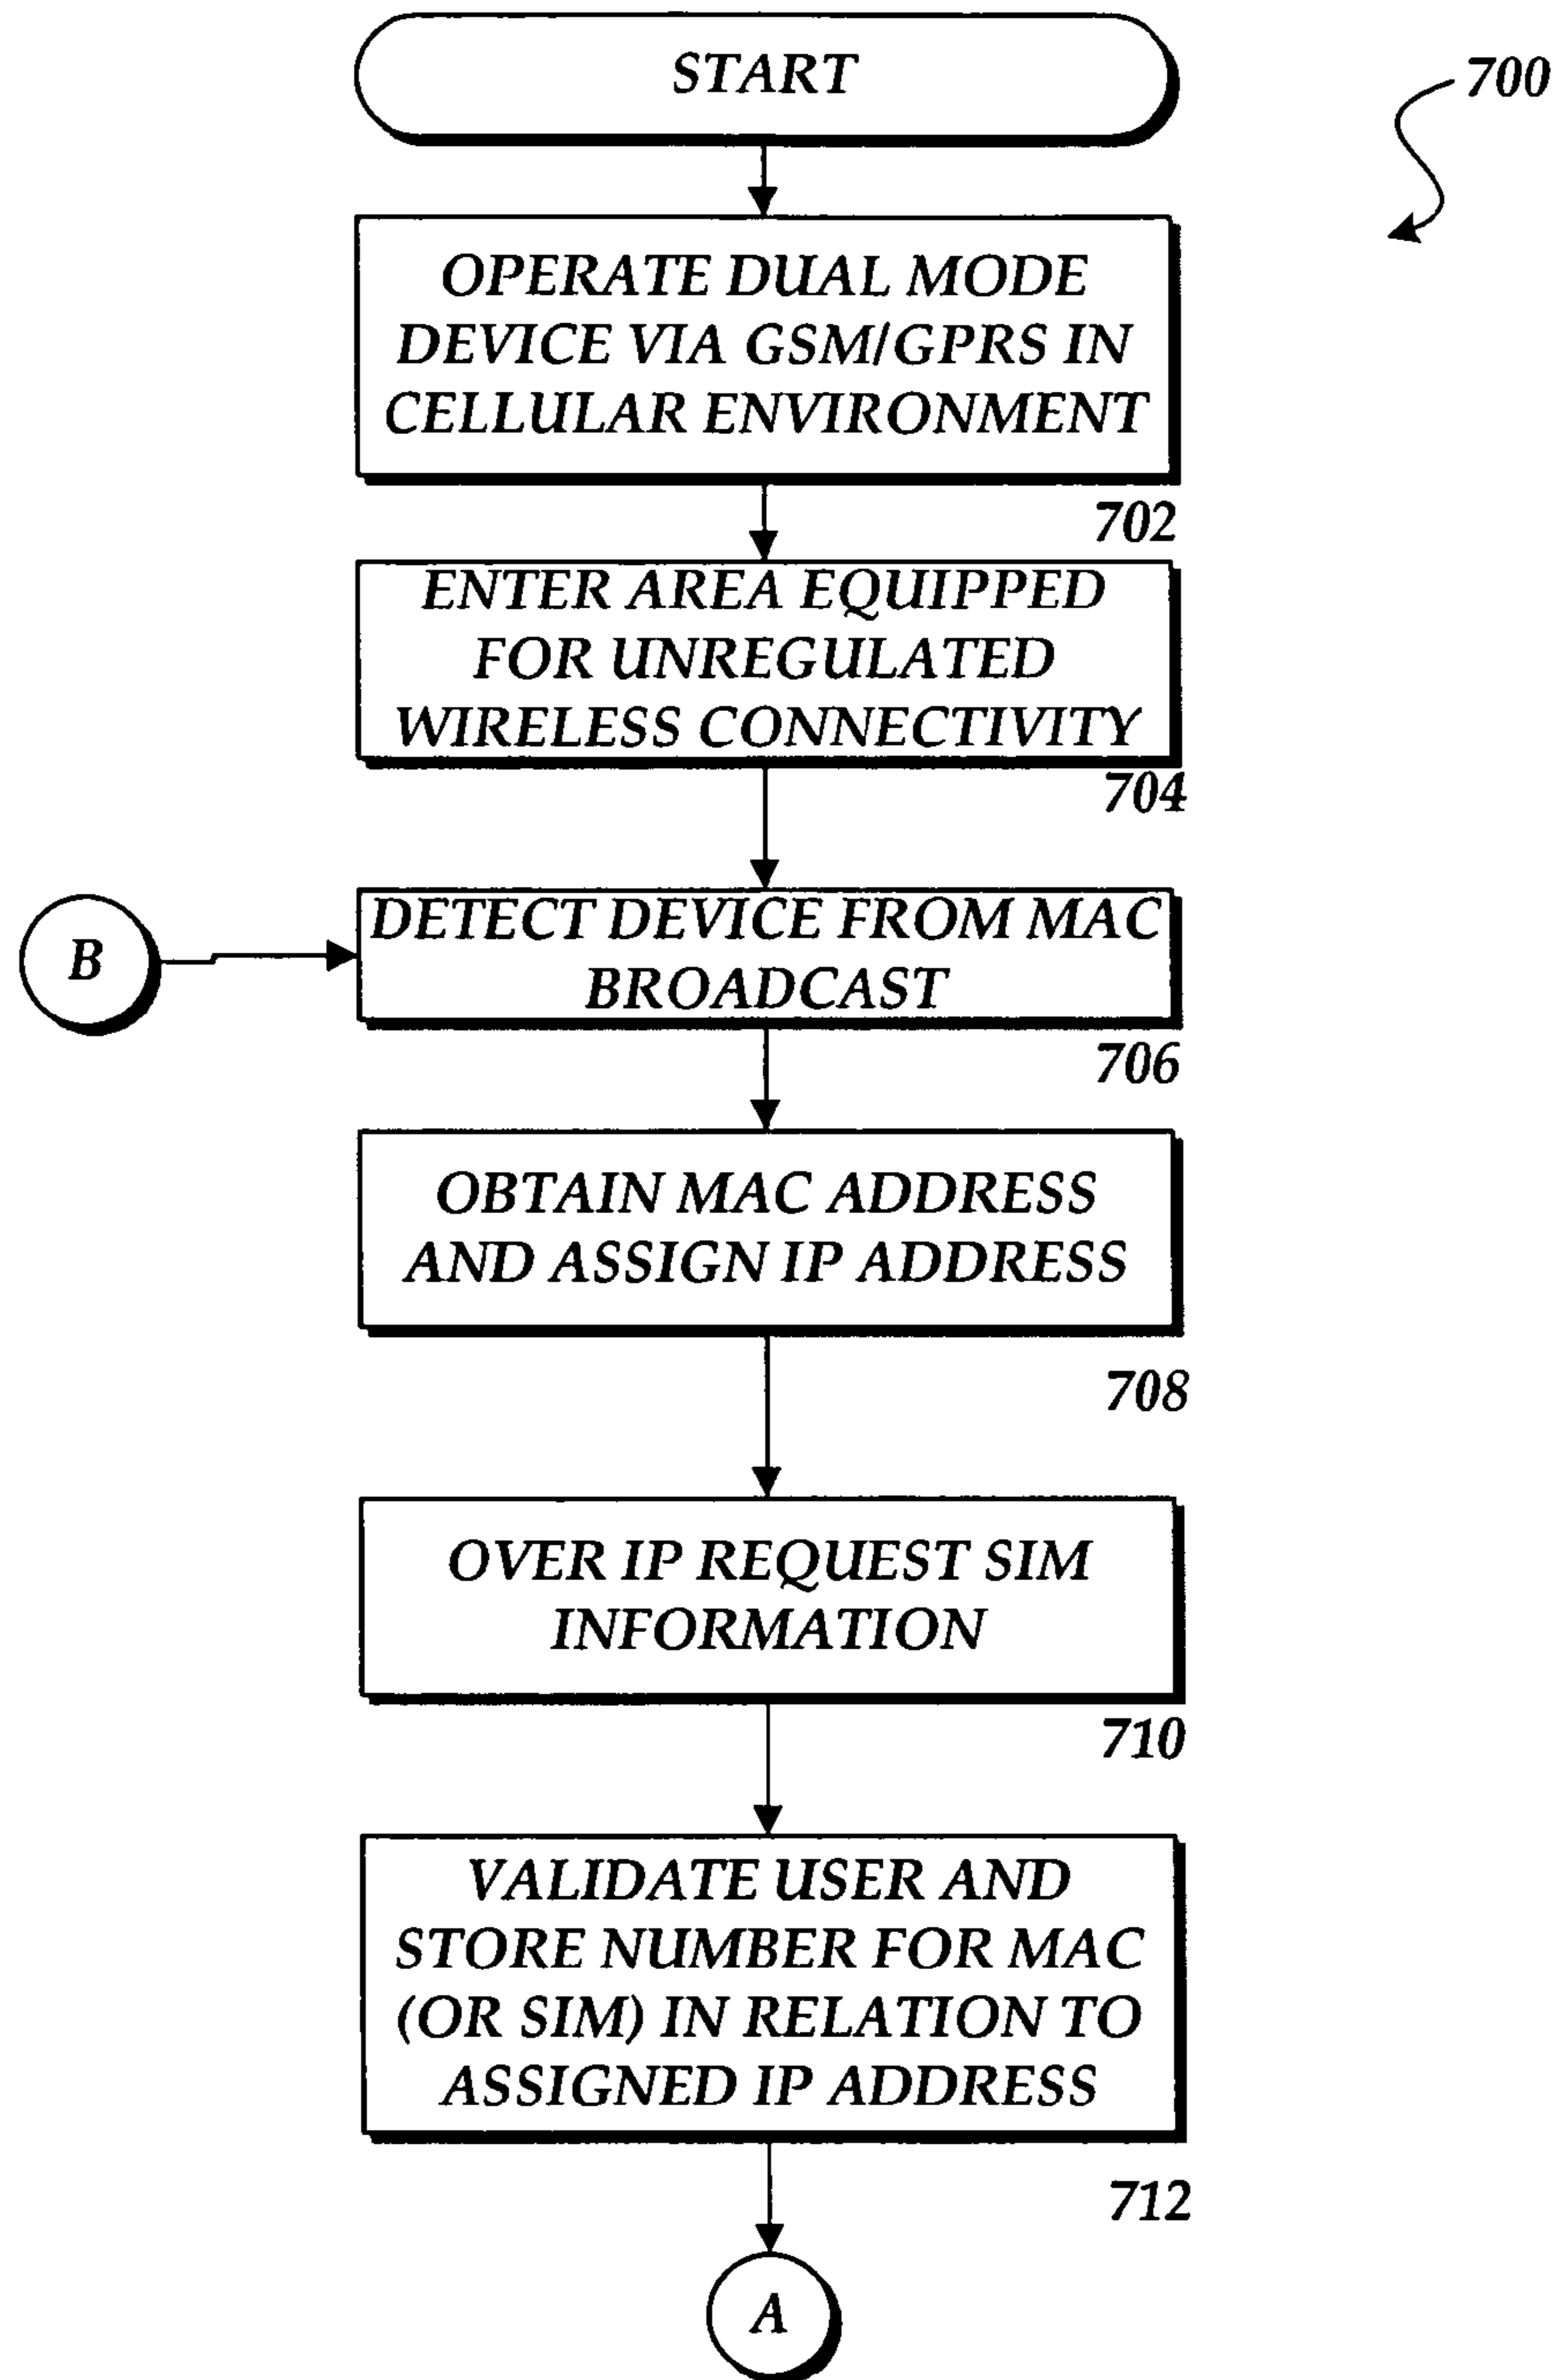 START
700
OPERATE DUAL MODE
DEVICE VIA GSM/GPRS IN
CELLULAR ENVIRONMENT
702
ENTER AREA EQUIPPED
FOR UNREGULATED
WIRELESS CONNECTIVITY
704
B
DETECT DEVICE FROM MAC
BROADCAST
706
OBTAIN MAC ADDRESS
AND ASSIGN IP ADDRESS
708
OVER IP REQUEST SIM
INFORMATION
710
VALIDATE USER AND
STORE NUMBER FOR MAC
(OR SIM) IN RELATION TO
ASSIGNED IP ADDRESS
712
A